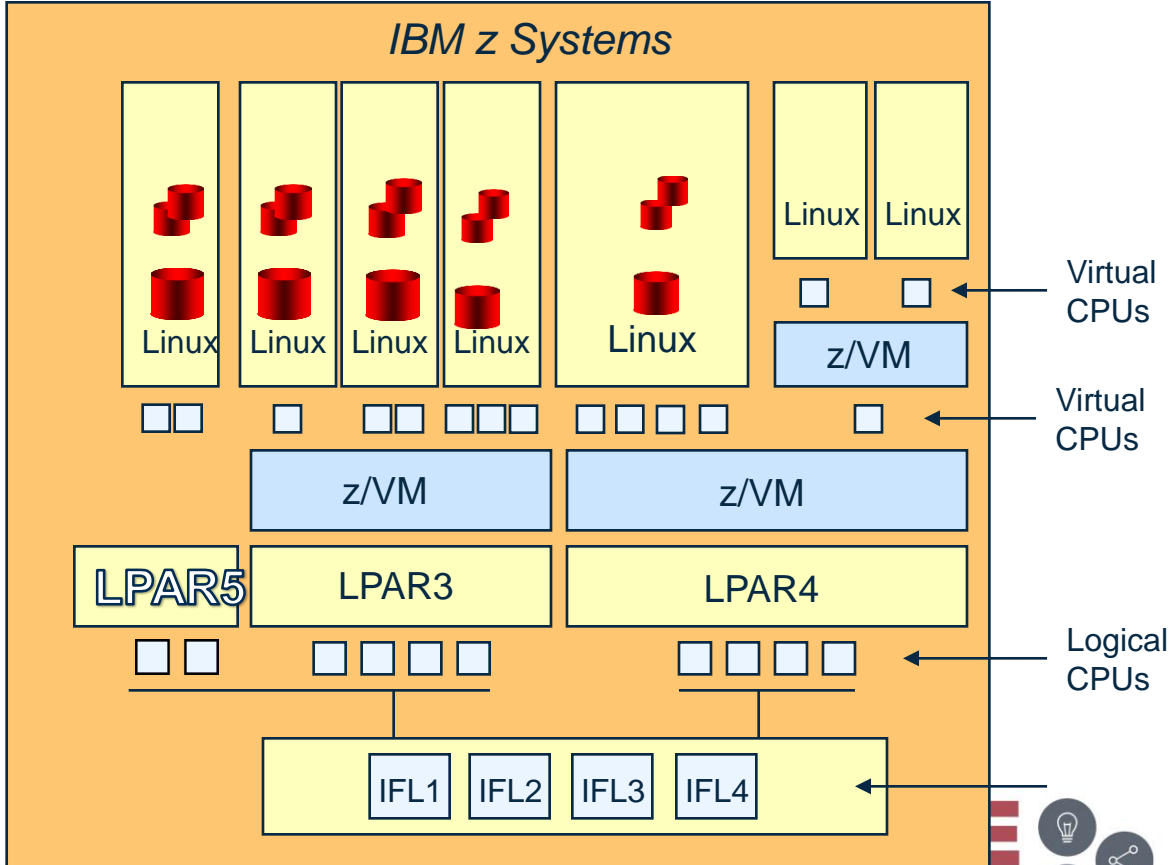 IBM z Systems
Linux Linux
Virtual
CPUs
Linux Linux Linux Linux Linux
z/VM
Virtual
CPUs
z/VM z/VM
LPAR5 LPAR3 LPAR4
Logical
CPUs
IFL1 IFL2 IFL3 IFL4